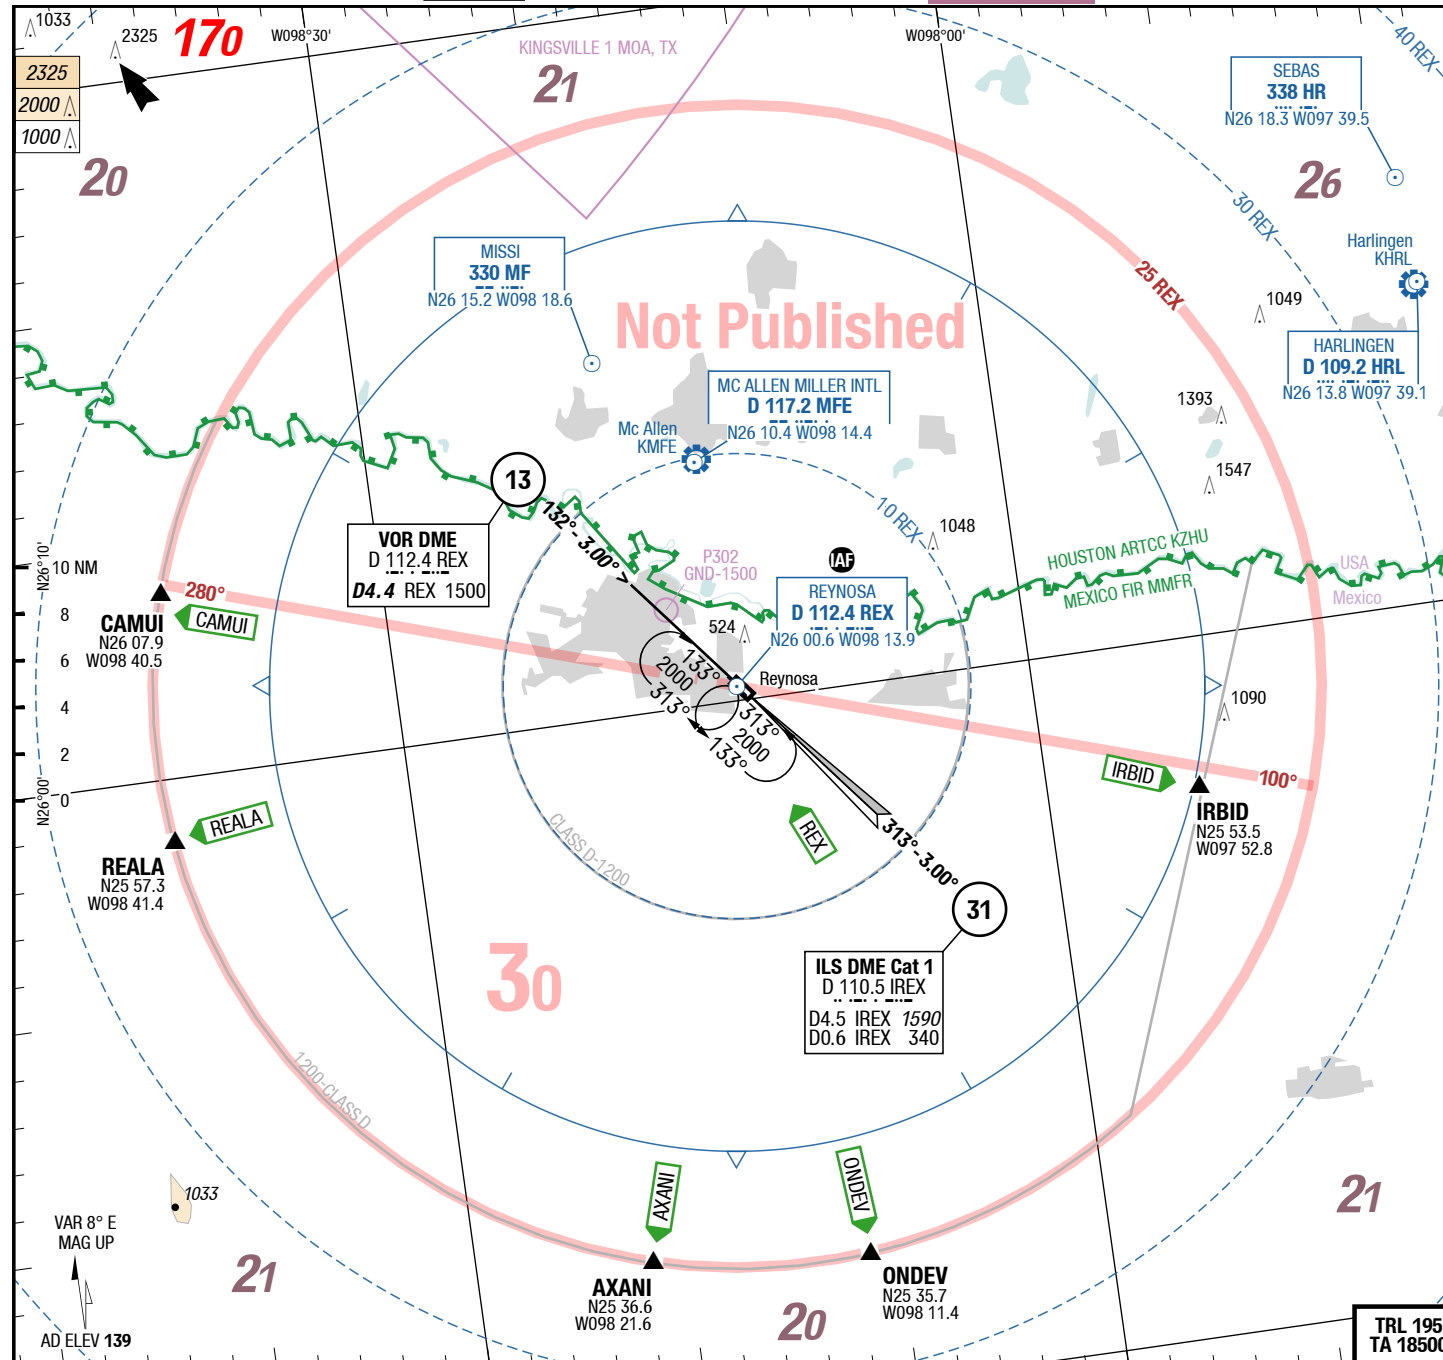 1033
2325
170
W098°30'
KINGSVILLE 1 MOA, TX
21
W098°00'
40 REX
2325
2000
1000
20
SEBAS
338 HR
N26 18.3 W097 39.5
26
30 REX
Harlingen
KHRL
MISSI
330 MF
N26 15.2 W098 18.6
25 REX
1049
Not Published
HARLINGEN
D 109.2 HRL
N26 13.8 W097 39.1
MC ALLEN MILLER INTL
D 117.2 MFE
N26 10.4 W098 14.4
Mc Allen
KMFE
1393
13
132° - 3.00° >
1547
10 REX
VOR DME
D 112.4 REX
D4.4 REX 1500
1048
P302
GND-1500
IAF
HOUSTON ARTCC KZHU
MEXICO FIR MMFR
USA
Mexico
N26°10'
10 NM
8
6
4
2
0
N26°00'
280°
CAMUI
CAMUI
N26 07.9
W098 40.5
REYNOSA
D 112.4 REX
N26 00.6 W098 13.9
524
133°
2000
313°
Reynosa
313°
2000
133°
1090
IRBID
100°
IRBID
N25 53.5
W097 52.8
REALA
REALA
N25 57.3
W098 41.4
REX
CLASS D-1200
313° - 3.00°
31
30
ILS DME Cat 1
D 110.5 IREX
D4.5 IREX 1590
D0.6 IREX 340
1200-CLASS D
1033
VAR 8° E
MAG UP
AD ELEV 139
21
AXANI
AXANI
N25 36.6
W098 21.6
ONDEV
ONDEV
N25 35.7
W098 11.4
20
21
TRL 195
TA 18500